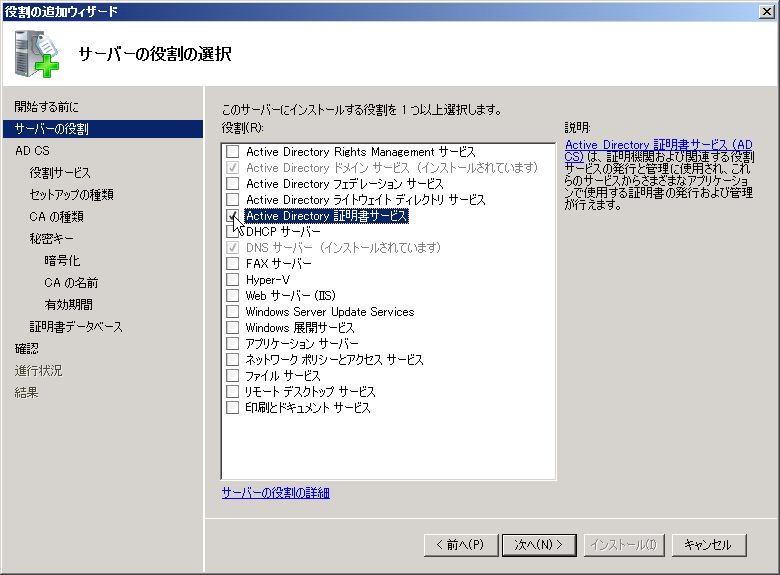 役割の追加ウィザード
サーバーの役割の選択
開始する前に
サーバーの役割
AD CS
役割サービス
セットアップの種類
CA の種類
秘密キー
暗号化
CA の名前
有効期間
証明書データベース
確認
進行状況
結果
このサーバーにインストールする役割を 1 つ以上選択します。
役割(R):
Active Directory Rights Management サービス
Active Directory ドメイン サービス (インストールされています)
Active Directory フェデレーション サービス
Active Directory ライトウェイト ディレクトリ サービス
Active Directory 証明書サービス
DHCP サーバー
DNS サーバー (インストールされています)
FAX サーバー
Hyper-V
Web サーバー (IIS)
Windows Server Update Services
Windows 展開サービス
アプリケーション サーバー
ネットワーク ポリシーとアクセス サービス
ファイル サービス
リモート デスクトップ サービス
印刷とドキュメント サービス
サーバーの役割の詳細
説明:
Active Directory 証明書サービス (AD
CS) は、証明機関および関連する役割
サービスの発行と管理に使用され、これ
らのサービスからさまざまなアプリケーショ
ンで使用する証明書の発行および管理
が行えます。
< 前へ(P)
次へ(N) >
インストール(I)
キャンセル